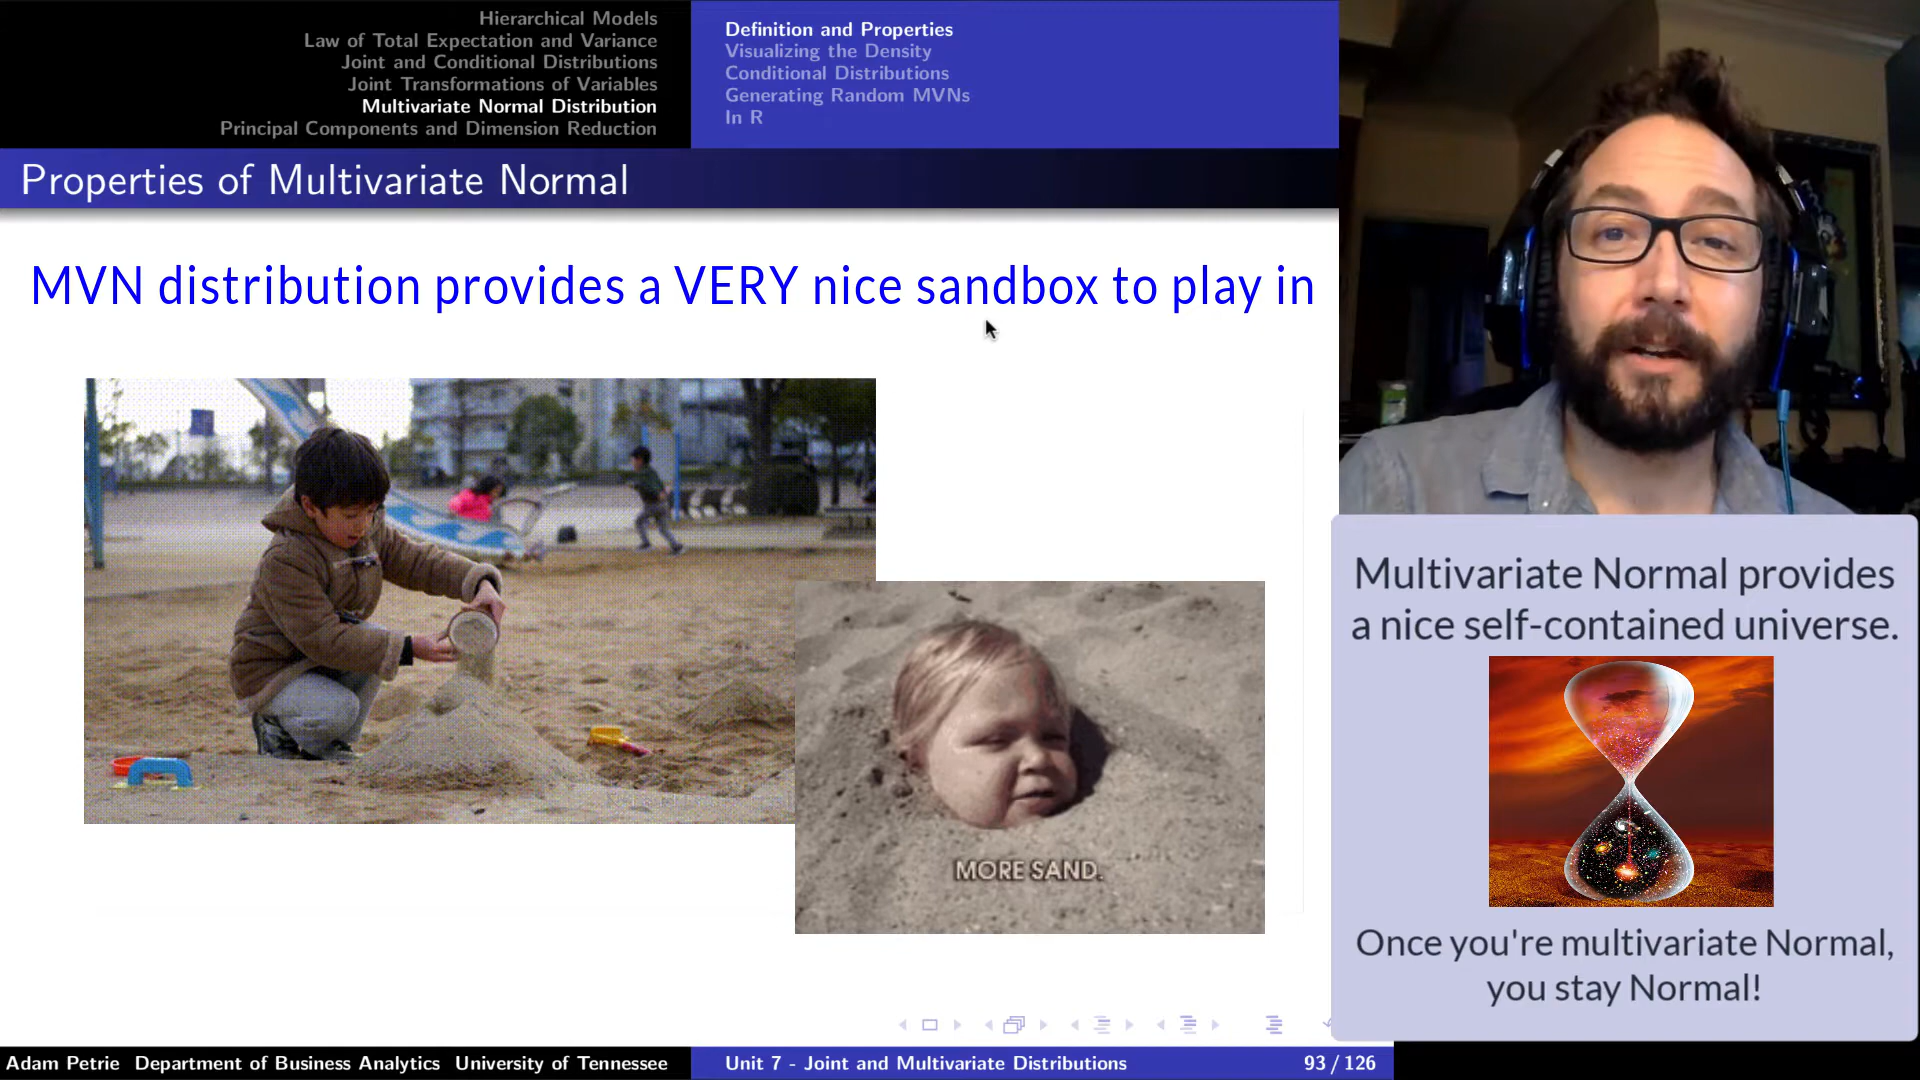 Hierarchical Models
Law of Total Expectation and Variance
Joint and Conditional Distributions
Joint Transformations of Variables
Multivariate Normal Distribution
Principal Components and Dimension Reduction
Definition and Properties
Visualizing the Density
Conditional Distributions
Generating Random MVNs
In R
Properties of Multivariate Normal
MVN distribution provides a VERY nice sandbox to play in
MORE SAND.
Multivariate Normal provides
a nice self-contained universe.
Once you're multivariate Normal,
you stay Normal!
Adam Petrie Department of Business Analytics University of Tennessee
Unit 7 - Joint and Multivariate Distributions
93 / 126